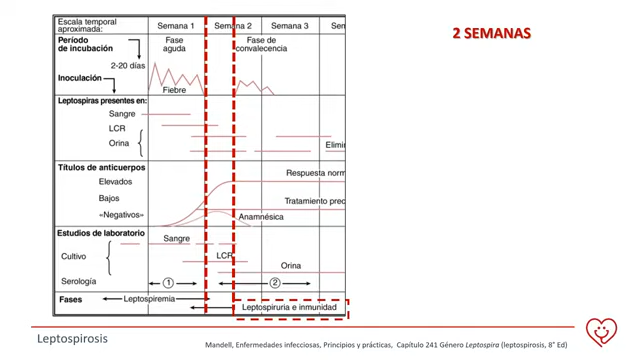 Escala temporal
aproximada:
Semana 1
Semana 2
Semana 3
Sen
Período
de incubación
Fase
aguda
Fase de
convalecencia
2-20 días
Inoculación
Fiebre
Leptospiras presentes en:
Sangre
LCR
Orina
Elimin
Títulos de anticuerpos
Respuesta norm
Elevados
Bajos
Tratamiento prec
«Negativos»
Anamnésica
Estudios de laboratorio
Sangre
Cultivo
LCR
Orina
Serología
1
2
Fases
Leptospiremia
Leptospiruria e inmunidad
2 SEMANAS
Leptospirosis
Mandell, Enfermedades infecciosas, Principios y prácticas, Capítulo 241 Género Leptospira (leptospirosis, 8° Ed)